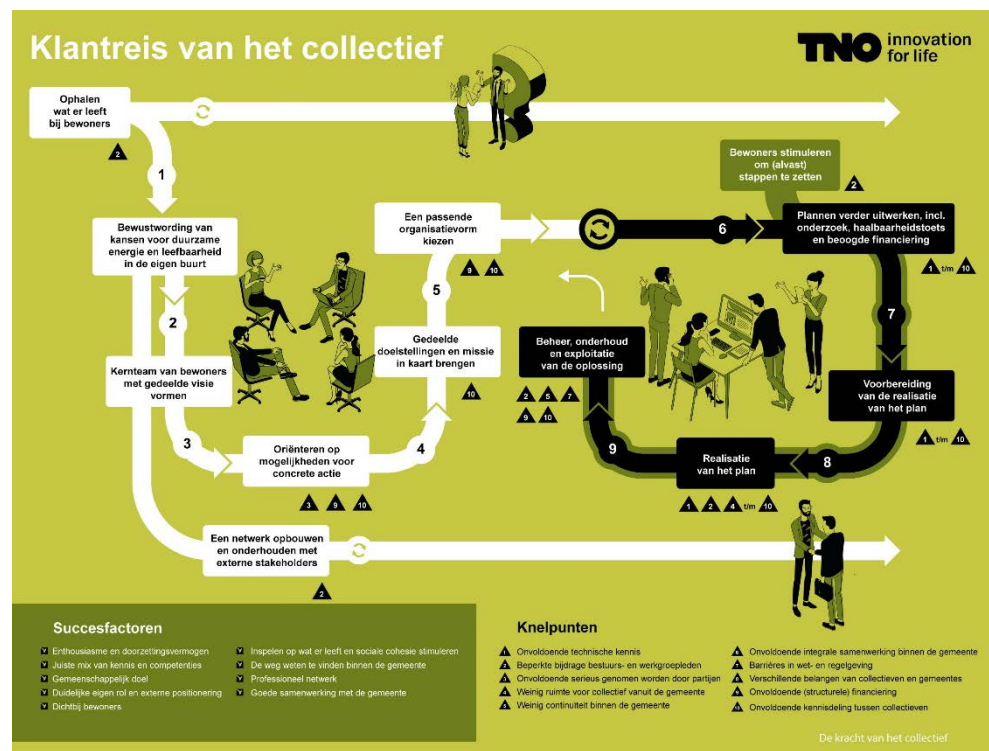 Klantreis van het collectief
TNO innovation
for life
Ophalen
wat er leeft
bij bewoners
2
1
Bewustwording van
kansen voor duurzame
energie en leefbaarheid
in de eigen buurt
2
Kernteam van bewoners
met gedeelde visie
vormen
3
Oriënteren op
mogelijkheden voor
concrete actie
3 9 10
4
Gedeelde
doelstellingen en missie
in kaart brengen
10
5
Een passende
organisatievorm
kiezen
9 10
6
Bewoners stimuleren
om (alvast)
stappen te zetten
2
Plannen verder uitwerken, incl.
onderzoek, haalbaarheidstoets
en beoogde financiering
1 t/m 10
7
Voorbereiding
van de realisatie
van het plan
1 t/m 10
8
Realisatie
van het plan
1 2 4 t/m 10
9
Beheer, onderhoud
en exploitatie
van de oplossing
2 5 7
9 10
Een netwerk opbouwen
en onderhouden met
externe stakeholders
2
Succesfactoren
Enthousiasme en doorzettingsvermogen
Juiste mix van kennis en competenties
Gemeenschappelijk doel
Duidelijke eigen rol en externe positionering
Dichtbij bewoners
Inspelen op wat er leeft en sociale cohesie stimuleren
De weg weten te vinden binnen de gemeente
Professioneel netwerk
Goede samenwerking met de gemeente
Knelpunten
1 Onvoldoende technische kennis
2 Beperkte bijdrage bestuurs- en werkgroepleden
3 Onvoldoende serieus genomen worden door partijen
4 Weinig ruimte voor collectief vanuit de gemeente
5 Weinig continuïteit binnen de gemeente
6 Onvoldoende integrale samenwerking binnen de gemeente
7 Barrières in wet- en regelgeving
8 Verschillende belangen van collectieven en gemeentes
9 Onvoldoende (structurele) financiering
10 Onvoldoende kennisdeling tussen collectieven
De kracht van het collectief